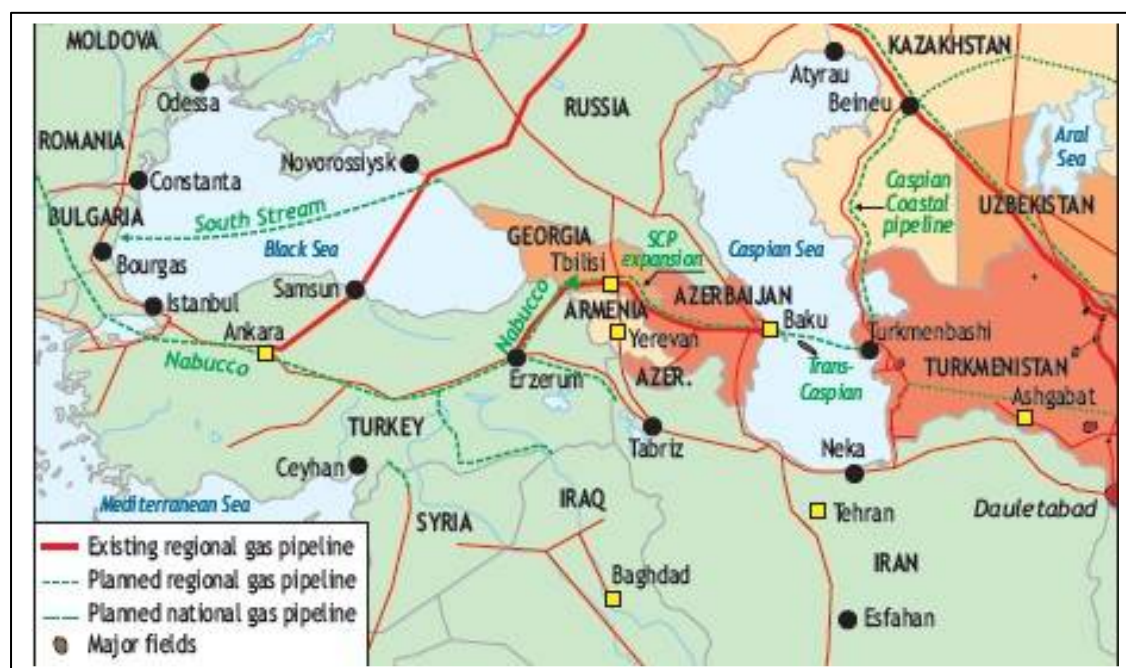 MOLDOVA
KAZAKHSTAN
Atyrau
Odessa
RUSSIA
Beineu
ROMANIA
Aral
Sea
Novorossiysk
Constanta
Caspian
Coastal
pipeline
UZBEKISTAN
South Stream
BULGARIA
Black Sea
GEORGIA
SCP
expansion
Caspian Sea
Tbilisi
Bourgas
Samsun
Istanbul
Nabucco
ARMENIA
AZERBAIJAN
Baku
Ankara
Yerevan
Turkmenbashi
Nabucco
Erzerum
AZER.
Trans-
Caspian
TURKMENISTAN
Ashgabat
TURKEY
Tabriz
Neka
Ceyhan
Mediterranean Sea
SYRIA
IRAQ
Tehran
Dauletabad
Existing regional gas pipeline
Planned regional gas pipeline
Planned national gas pipeline
Major fields
Baghdad
IRAN
Esfahan